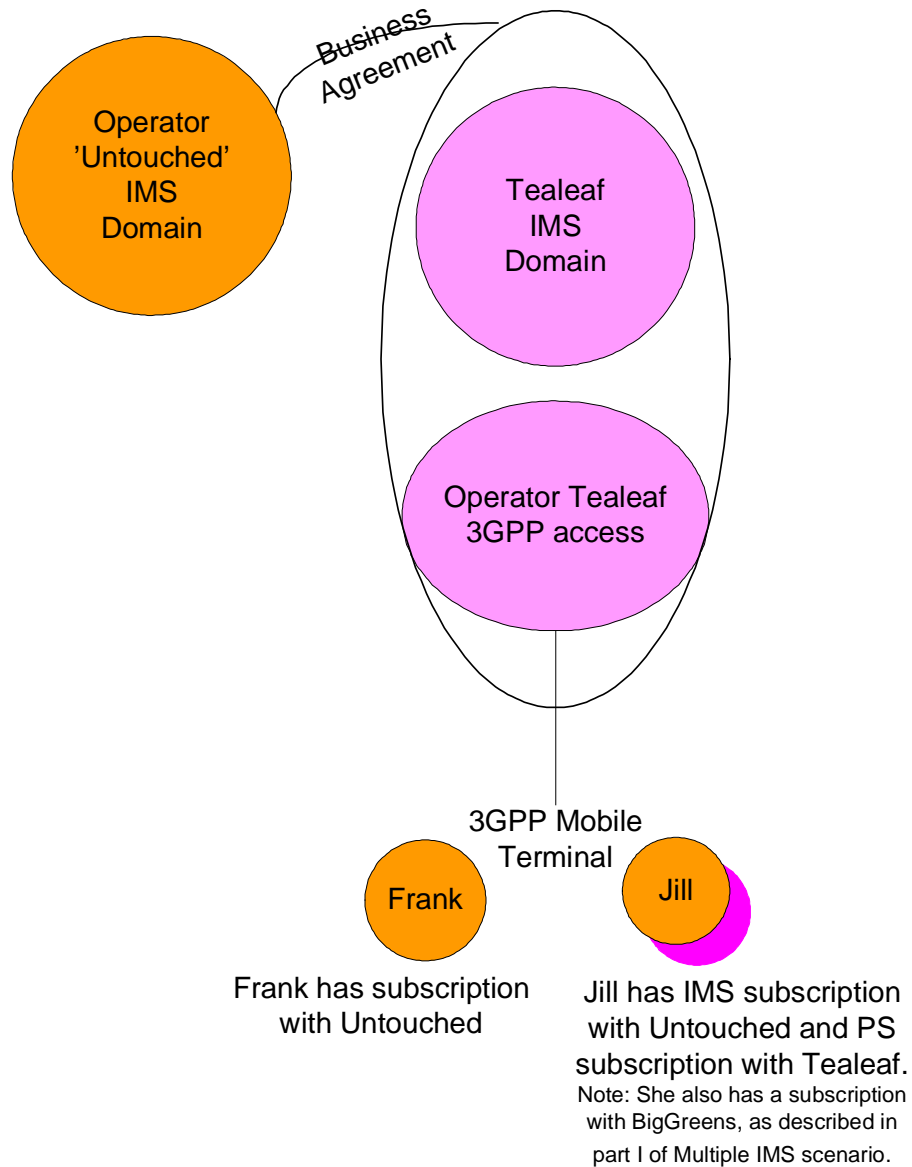 Business
Agreement
Operator
’Untouched’
IMS
Domain
Tealeaf
IMS
Domain
Operator Tealeaf
3GPP access
3GPP Mobile
Terminal
Frank
Jill
Frank has subscription
with Untouched
Jill has IMS subscription
with Untouched and PS
subscription with Tealeaf.
Note: She also has a subscription
with BigGreens, as described in
part I of Multiple IMS scenario.